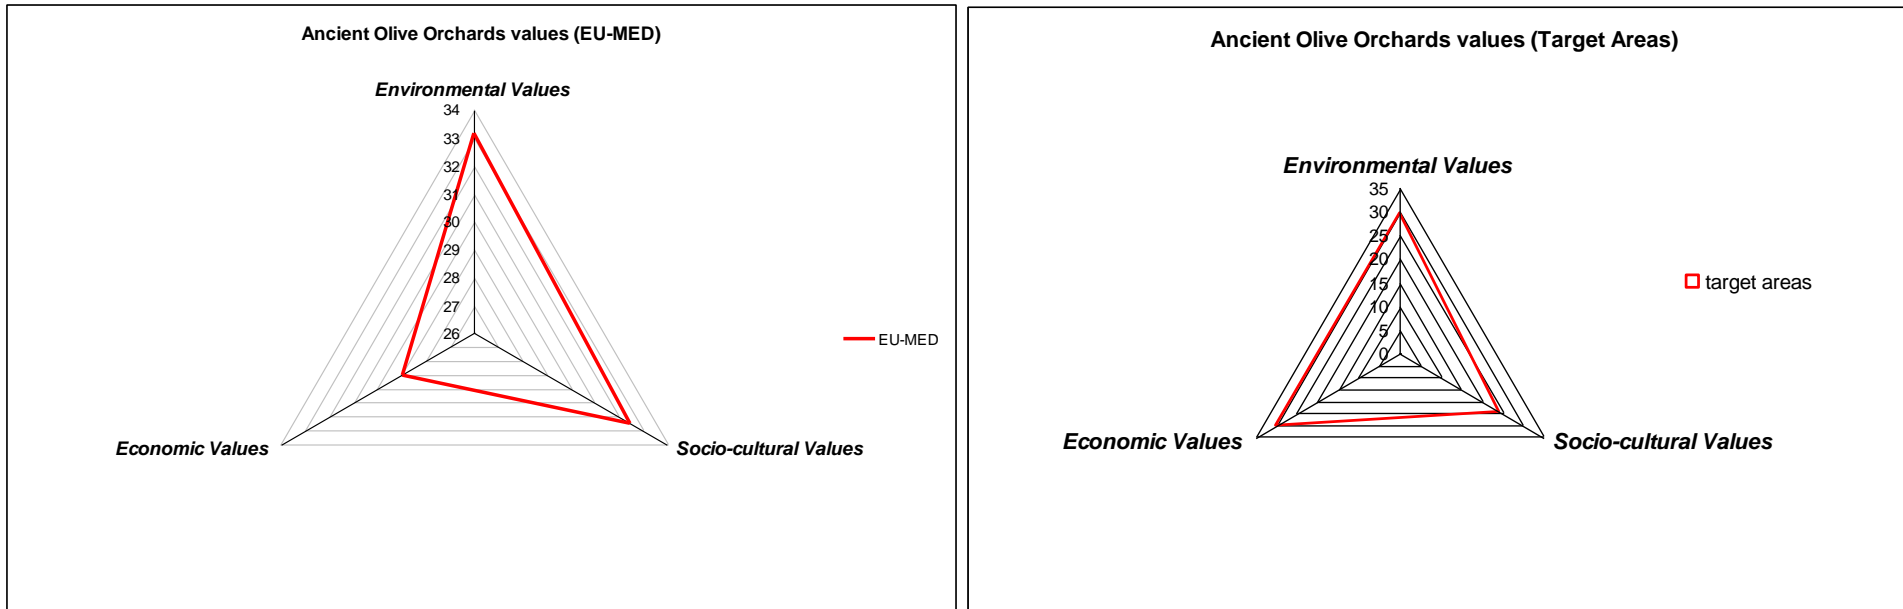 Ancient Olive Orchards values (EU-MED)
Environmental Values
34
33
32
31
30
29
28
27
26
EU-MED
Economic Values
Socio-cultural Values
Ancient Olive Orchards values (Target Areas)
Environmental Values
35
30
25
20
15
10
5
0
target areas
Economic Values
Socio-cultural Values